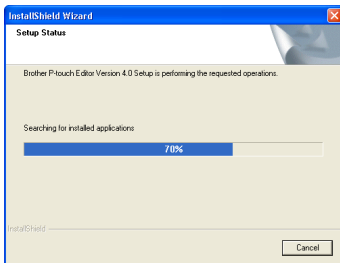 InstallShield Wizard
Setup Status
Brother P-touch Editor Version 4.0 Setup is performing the requested operations.
Searching for installed applications
70%
InstallShield
Cancel